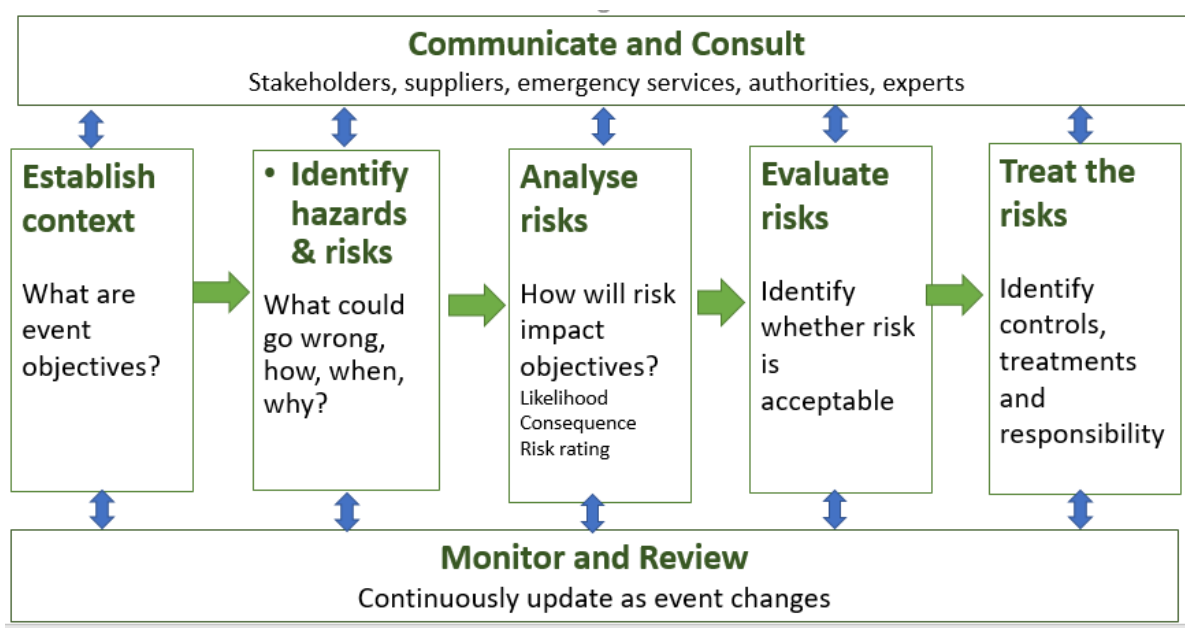 Communicate and Consult
Stakeholders, suppliers, emergency services, authorities, experts
Establish
context
What are
event
objectives?
• Identify
hazards
& risks
What could
go wrong,
how, when,
why?
Analyse
risks
How will risk
impact
objectives?
Likelihood
Consequence
Risk rating
Evaluate
risks
Identify
whether risk
is
acceptable
Treat the
risks
Identify
controls,
treatments
and
responsibility
Monitor and Review
Continuously update as event changes